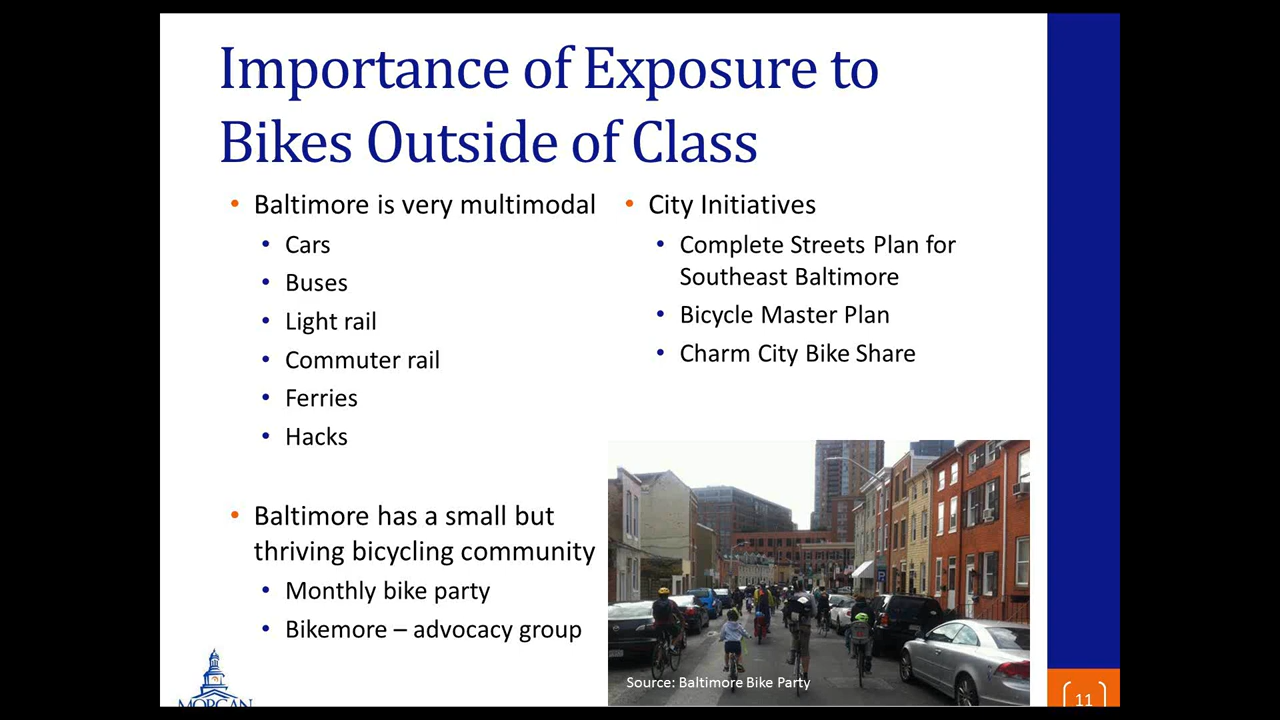 Importance of Exposure to
Bikes Outside of Class
• Baltimore is very multimodal
• Cars
• Buses
• Light rail
• Commuter rail
• Ferries
• Hacks
• Baltimore has a small but
thriving bicycling community
• Monthly bike party
• Bikemore – advocacy group
• City Initiatives
• Complete Streets Plan for
Southeast Baltimore
• Bicycle Master Plan
• Charm City Bike Share
P
Source: Baltimore Bike Party
MORGAN
11